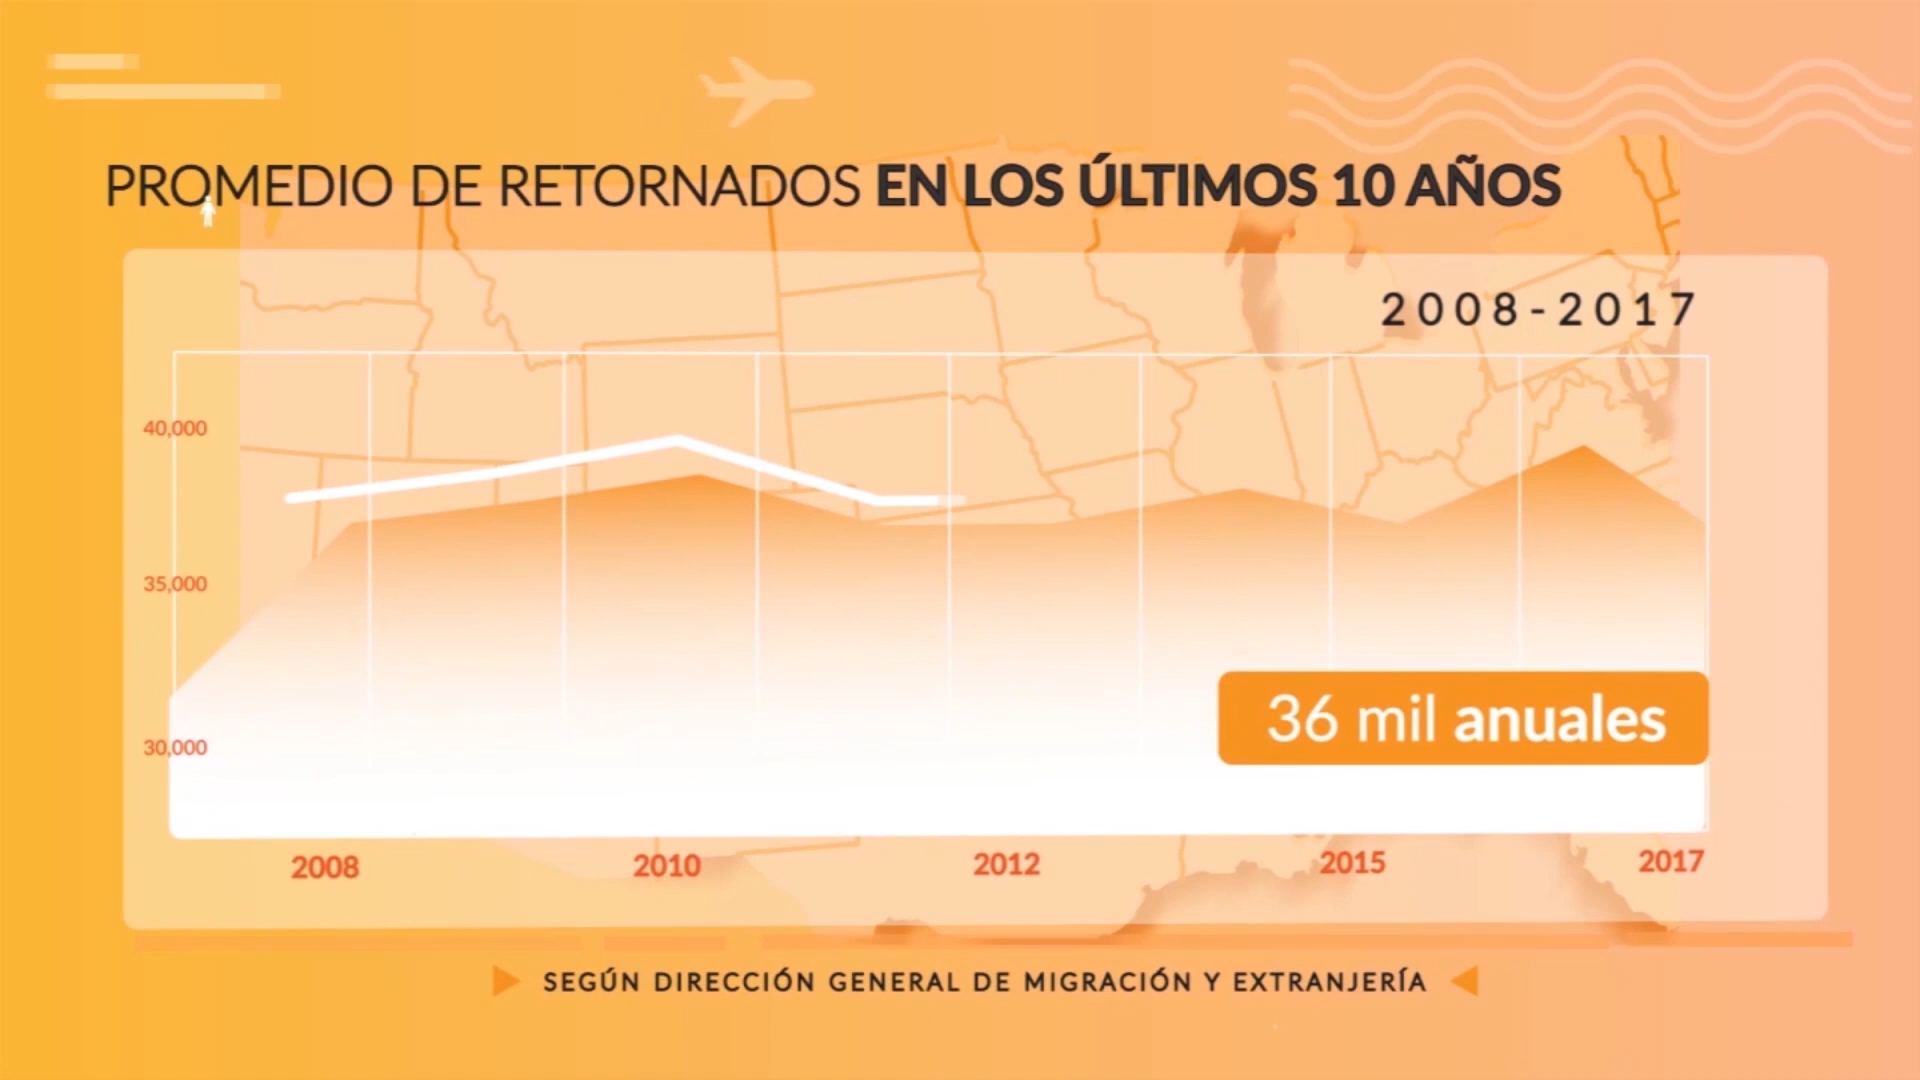 PROMEDIO DE RETORNADOS EN LOS ÚLTIMOS 10 AÑOS
2008-2017
40,000
35,000
30,000
36 mil anuales
2008 2010 2012 2015 2017
SEGÚN DIRECCIÓN GENERAL DE MIGRACIÓN Y EXTRANJERÍA